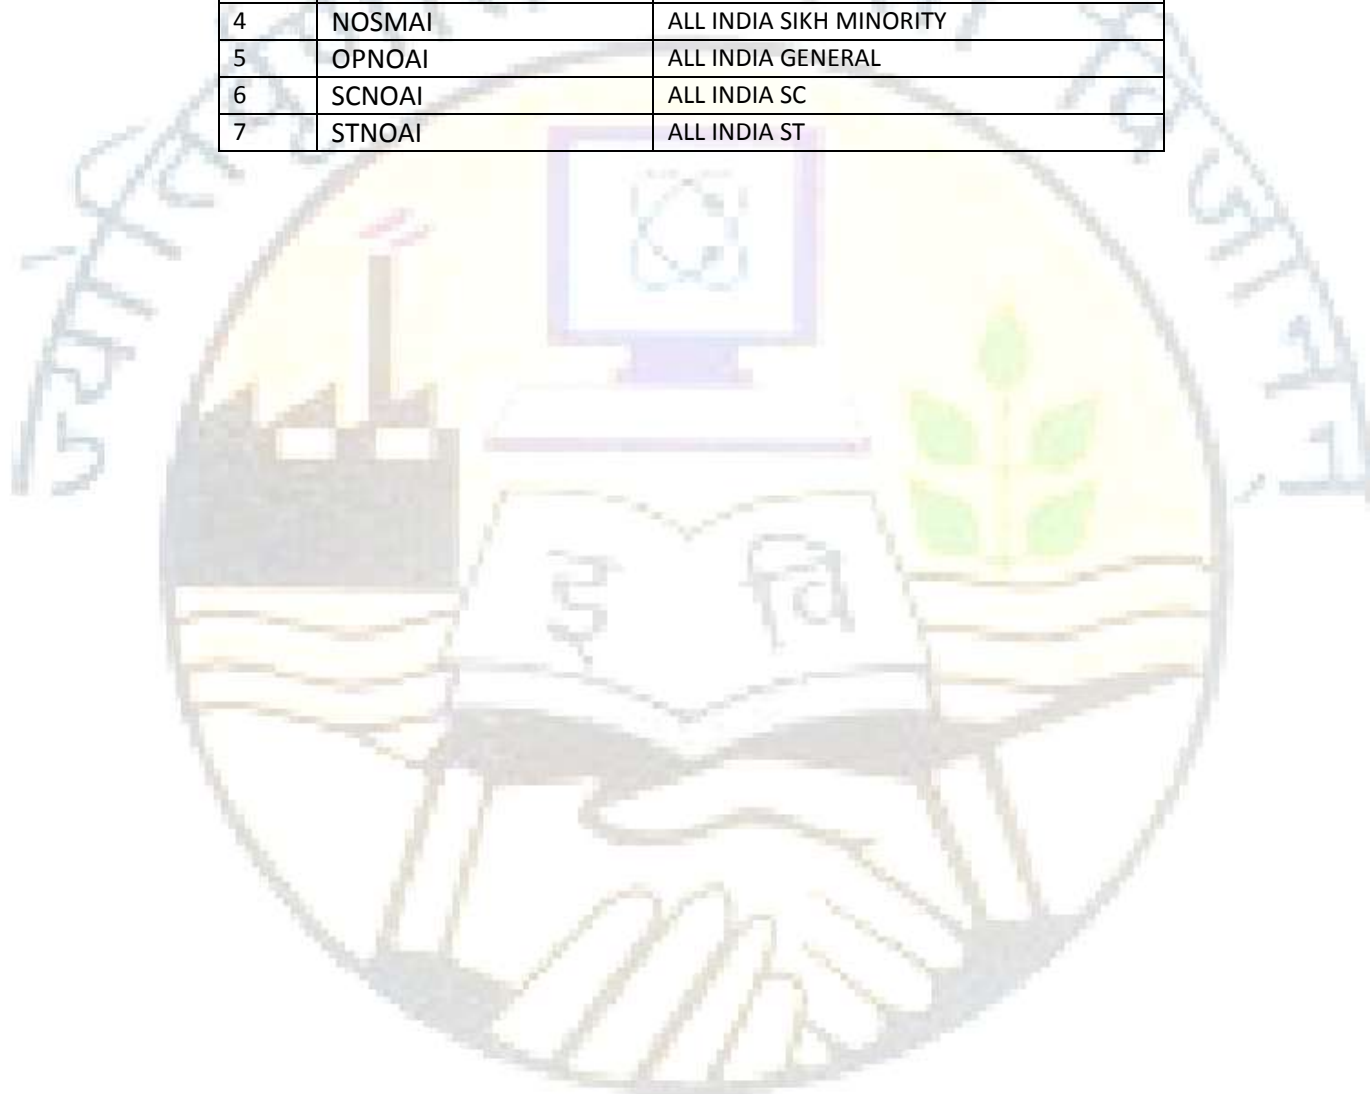 4 NOSMAI ALL INDIA SIKH MINORITY
5 OPNOAI ALL INDIA GENERAL
6 SCNOAI ALL INDIA SC
7 STNOAI ALL INDIA ST
इ वि